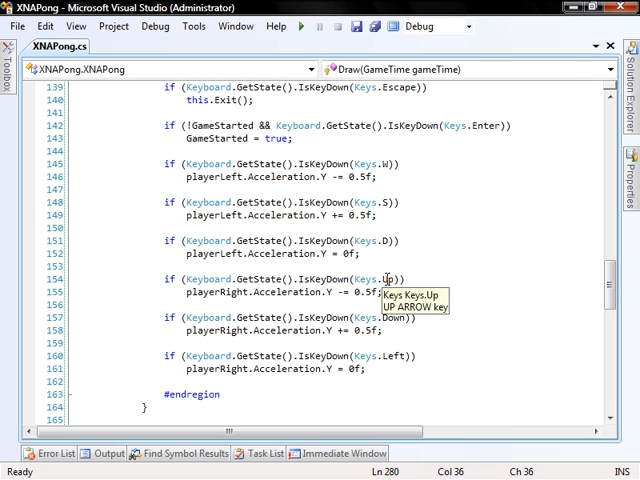 XNAPong - Microsoft Visual Studio (Administrator)
File Edit View Project Debug Tools Window Help Debug
XNAPong.cs
XNAPong.XNAPong Draw(GameTime gameTime)
Toolbox
Solution Explorer
Properties
139 if (Keyboard.GetState().IsKeyDown(Keys.Escape))
140 this.Exit();
141
142 if (!GameStarted && Keyboard.GetState().IsKeyDown(Keys.Enter))
143 GameStarted = true;
144
145 if (Keyboard.GetState().IsKeyDown(Keys.W))
146 playerLeft.Acceleration.Y -= 0.5f;
147
148 if (Keyboard.GetState().IsKeyDown(Keys.S))
149 playerLeft.Acceleration.Y += 0.5f;
150
151 if (Keyboard.GetState().IsKeyDown(Keys.D))
152 playerLeft.Acceleration.Y = 0f;
153
154 if (Keyboard.GetState().IsKeyDown(Keys.Up))
155 playerRight.Acceleration.Y -= 0.5f;
Keys Keys.Up
UP ARROW key
156
157 if (Keyboard.GetState().IsKeyDown(Keys.Down))
158 playerRight.Acceleration.Y += 0.5f;
159
160 if (Keyboard.GetState().IsKeyDown(Keys.Left))
161 playerRight.Acceleration.Y = 0f;
162
163 #endregion
164 }
165
Error List Output Find Symbol Results Task List Immediate Window
Ready Ln 280 Col 36 Ch 36 INS